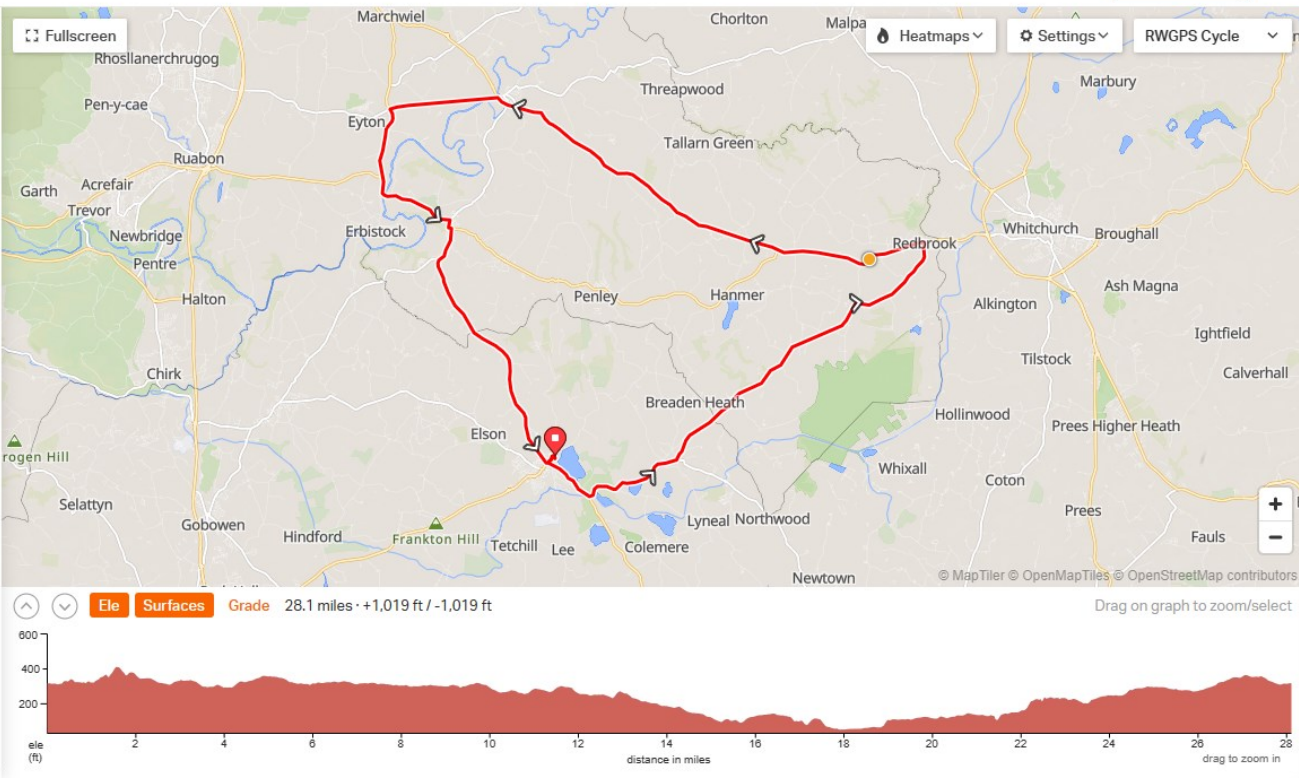 Marchwiel
Chorlton
Malpa
Fullscreen
Heatmaps
Settings
RWGPS Cycle
Rhosllanerchrugog
Threapwood
Marbury
Pen-y-cae
Eyton
Tallarn Green
Ruabon
Garth
Acrefair
Trevor
Newbridge
Erbistock
Redbrook
Whitchurch
Broughall
Pentre
Halton
Penley
Hanmer
Alkington
Ash Magna
Ightfield
Tilstock
Chirk
Calverhall
Breaden Heath
Hollinwood
Elson
Prees Higher Heath
rogen Hill
Whixall
Coton
Selattyn
Gobowen
Hindford
Frankton Hill
Tetchill
Lee
Colemere
Lyneal
Northwood
Prees
Fauls
Newtown
+
−
© MapTiler © OpenMapTiles © OpenStreetMap contributors
Ele
Surfaces
Grade
28.1 miles · +1,019 ft / -1,019 ft
Drag on graph to zoom/select
600
400
200
ele
(ft)
2 4 6 8 10 12 14 16 18 20 22 24 26 28
distance in miles
drag to zoom in